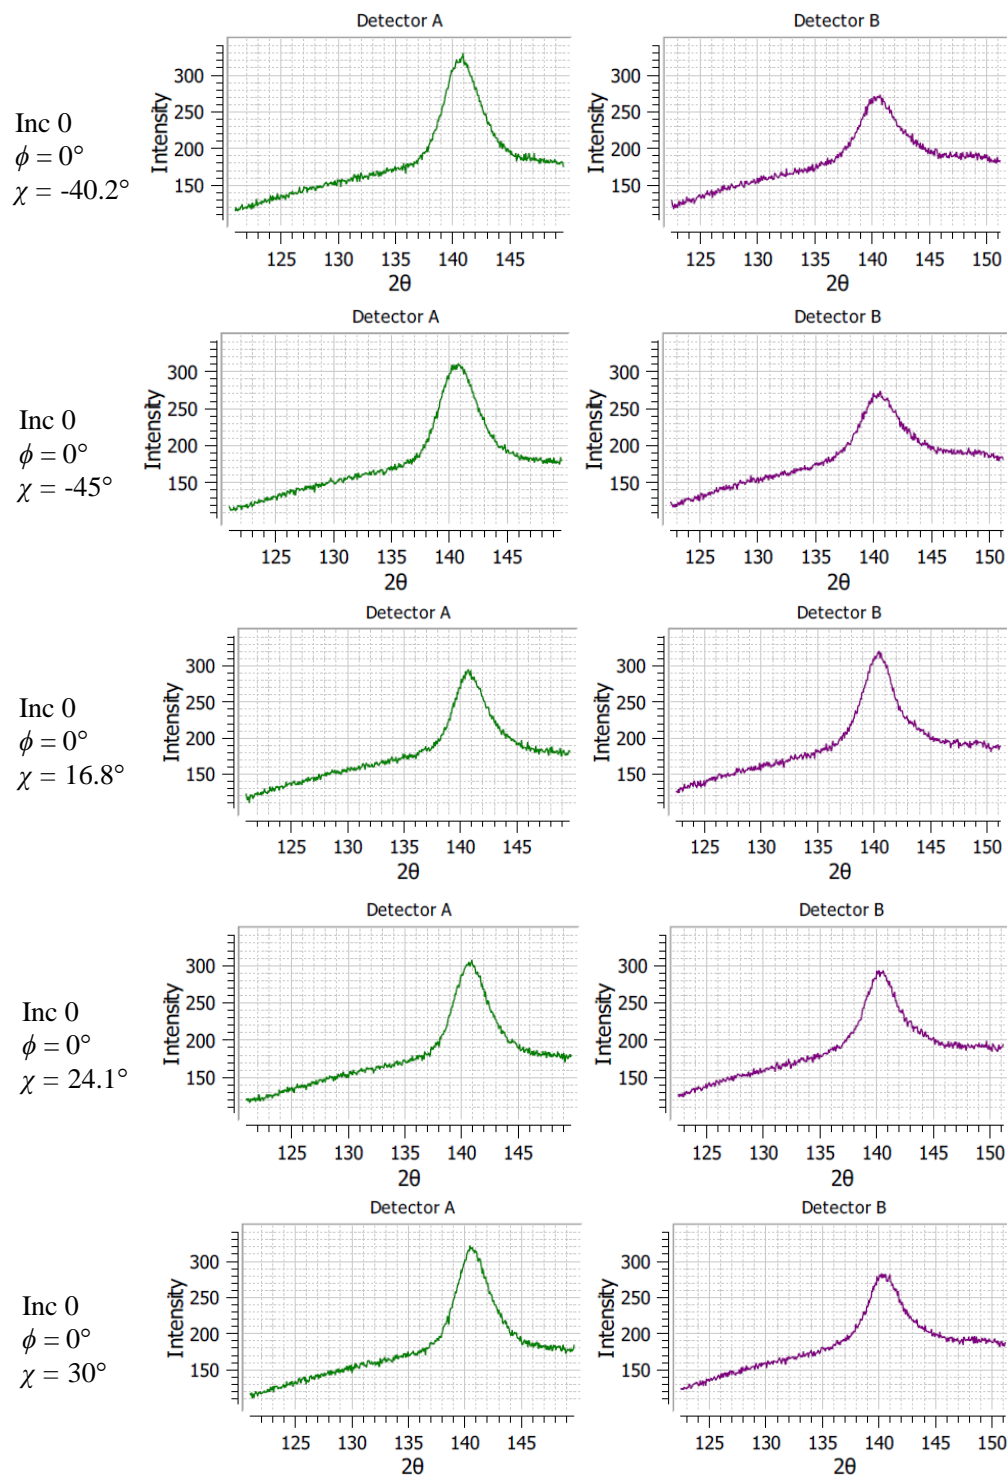 Detector A
Detector B
Inc 0
ϕ = 0°
χ = -40.2°
Intensity
300
250
200
150
125 130 135 140 145
2θ
Intensity
300
250
200
150
125 130 135 140 145 150
2θ
Detector A
Detector B
Inc 0
ϕ = 0°
χ = -45°
Intensity
300
250
200
150
125 130 135 140 145
2θ
Intensity
300
250
200
150
125 130 135 140 145 150
2θ
Detector A
Detector B
Inc 0
ϕ = 0°
χ = 16.8°
Intensity
300
250
200
150
125 130 135 140 145
2θ
Intensity
300
250
200
150
125 130 135 140 145 150
2θ
Detector A
Detector B
Inc 0
ϕ = 0°
χ = 24.1°
Intensity
300
250
200
150
125 130 135 140 145
2θ
Intensity
300
250
200
150
125 130 135 140 145 150
2θ
Detector A
Detector B
Inc 0
ϕ = 0°
χ = 30°
Intensity
300
250
200
150
125 130 135 140 145
2θ
Intensity
300
250
200
150
125 130 135 140 145 150
2θ